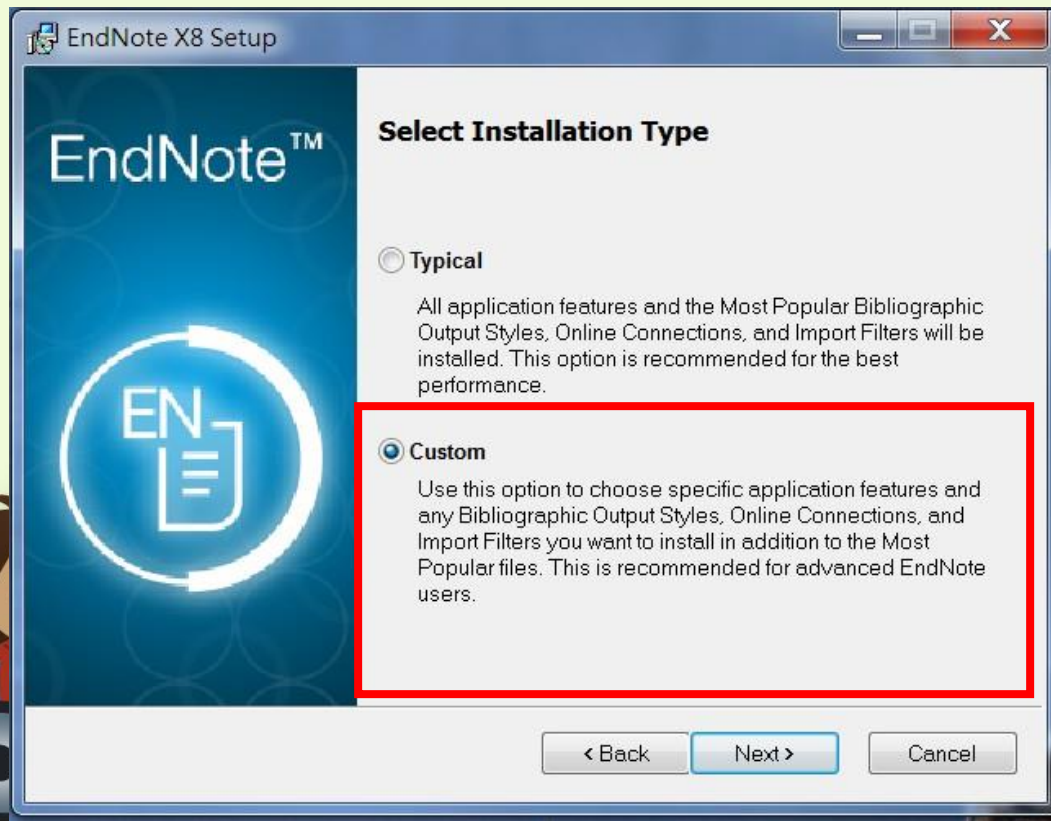 EndNote X8 Setup
EndNote™
Select Installation Type
Typical
All application features and the Most Popular Bibliographic
Output Styles, Online Connections, and Import Filters will be
installed. This option is recommended for the best
performance.
EN
Custom
Use this option to choose specific application features and
any Bibliographic Output Styles, Online Connections, and
Import Filters you want to install in addition to the Most
Popular files. This is recommended for advanced EndNote
users.
< Back
Next >
Cancel